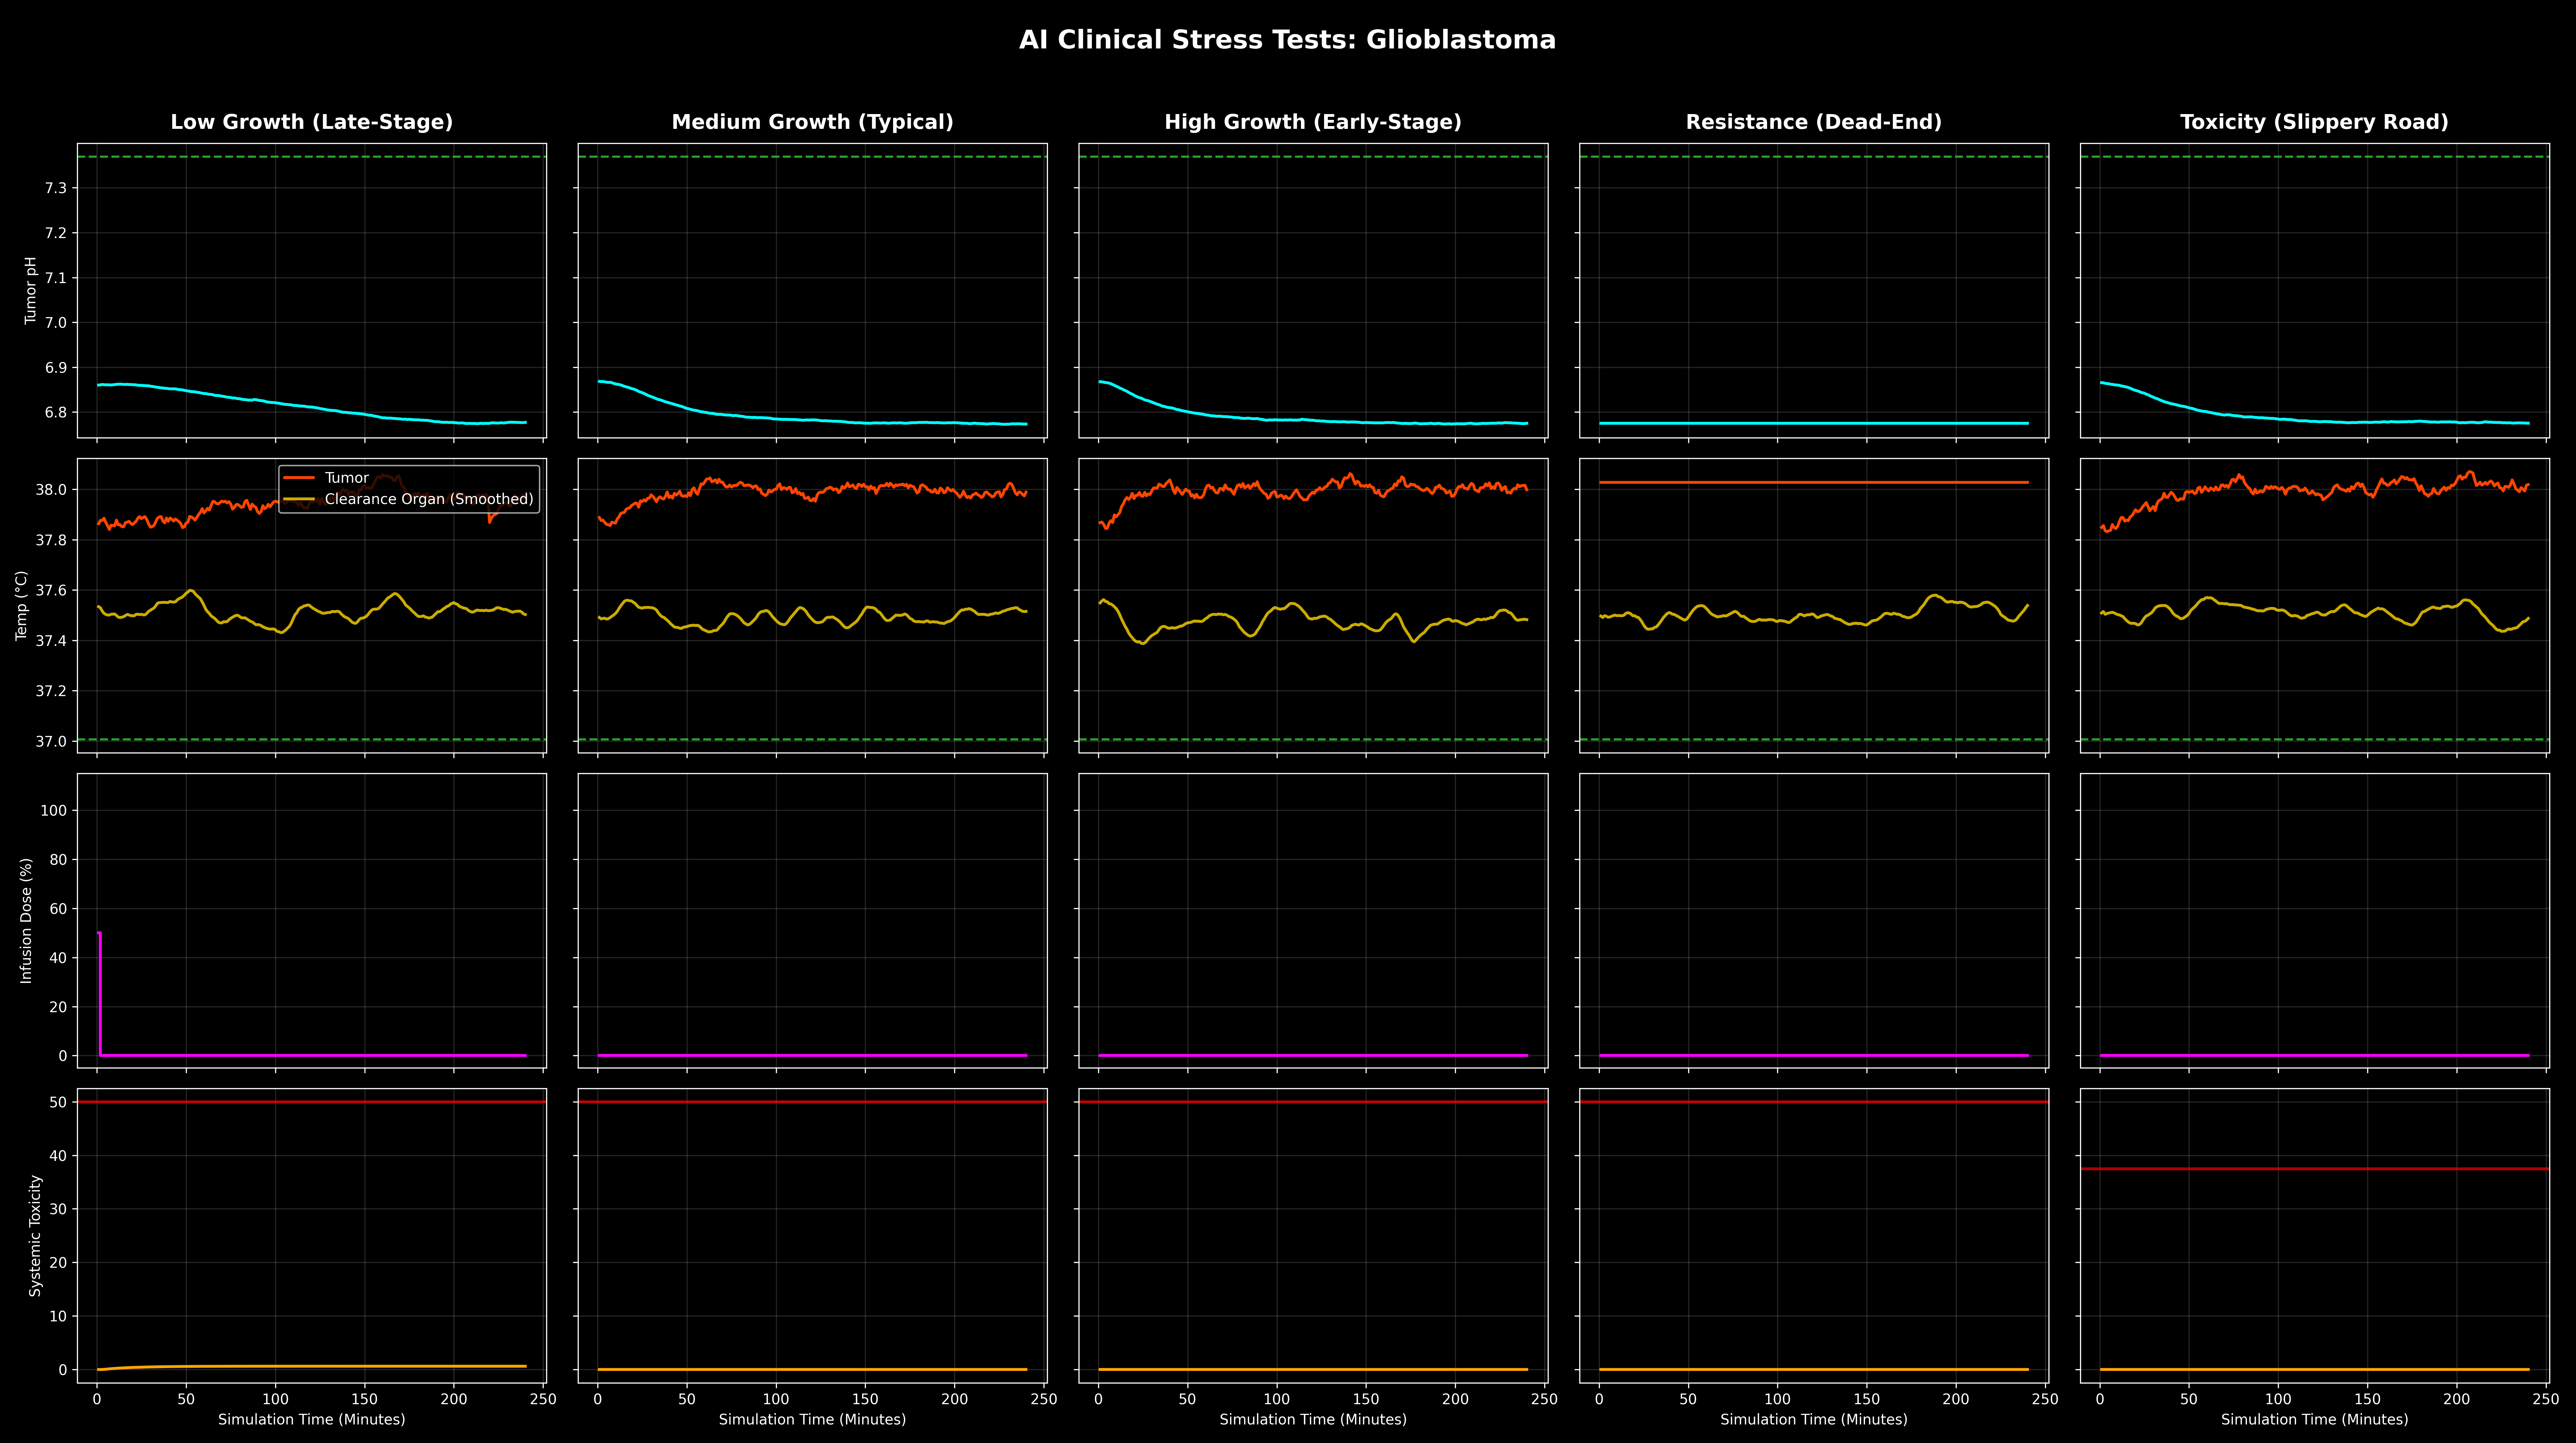 AI Clinical Stress Tests: Glioblastoma
Low Growth (Late-Stage)
Medium Growth (Typical)
High Growth (Early-Stage)
Resistance (Dead-End)
Toxicity (Slippery Road)
Tumor pH
7.3
7.2
7.1
7.0
6.9
6.8
Temp (°C)
38.0
37.8
37.6
37.4
37.2
37.0
Tumor
Clearance Organ (Smoothed)
Infusion Dose (%)
100
80
60
40
20
0
Systemic Toxicity
50
40
30
20
10
0
0 50 100 150 200 250
0 50 100 150 200 250
0 50 100 150 200 250
0 50 100 150 200 250
0 50 100 150 200 250
Simulation Time (Minutes)
Simulation Time (Minutes)
Simulation Time (Minutes)
Simulation Time (Minutes)
Simulation Time (Minutes)